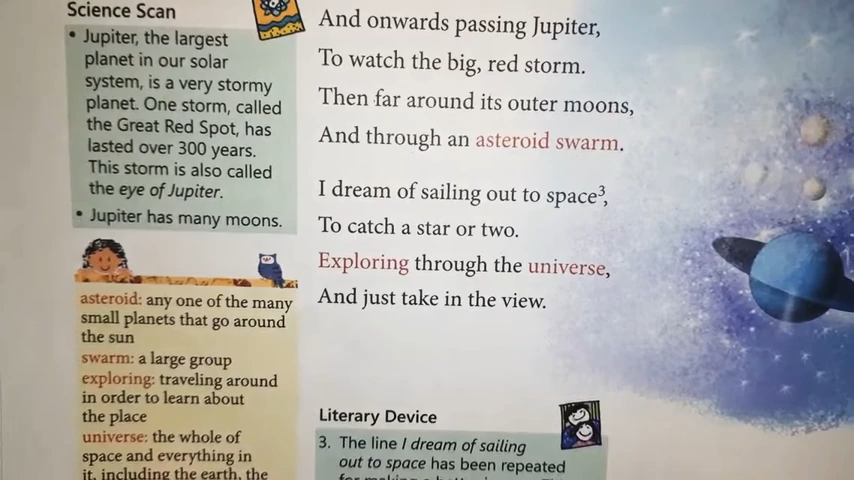 Science Scan
• Jupiter, the largest
planet in our solar
system, is a very stormy
planet. One storm, called
the Great Red Spot, has
lasted over 300 years.
This storm is also called
the eye of Jupiter.
• Jupiter has many moons.
asteroid: any one of the many
small planets that go around
the sun
swarm: a large group
exploring: traveling around
in order to learn about
the place
universe: the whole of
space and everything in
it, including the earth, the
And onwards passing Jupiter,
To watch the big, red storm.
Then far around its outer moons,
And through an asteroid swarm.
I dream of sailing out to space³,
To catch a star or two.
Exploring through the universe,
And just take in the view.
Literary Device
3. The line I dream of sailing
out to space has been repeated